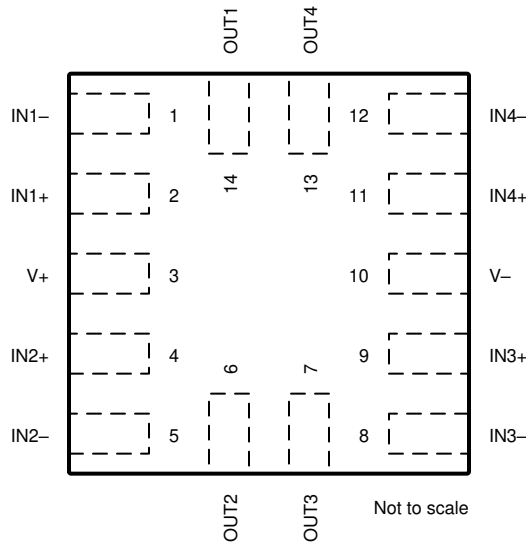 OUT1 OUT4
IN1– 1 12 IN4–
14 13
IN1+ 2 11 IN4+
V+ 3 10 V–
IN2+ 4 9 IN3+
6 7
IN2– 5 8 IN3–
OUT2 OUT3
Not to scale